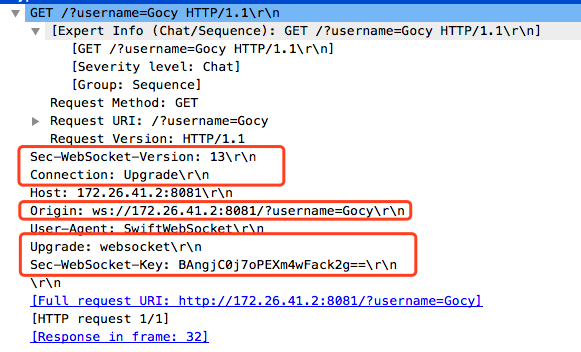 GET /?username=Gocy HTTP/1.1\r\n
[Expert Info (Chat/Sequence): GET /?username=Gocy HTTP/1.1\r\n]
[GET /?username=Gocy HTTP/1.1\r\n]
[Severity level: Chat]
[Group: Sequence]
Request Method: GET
Request URI: /?username=Gocy
Request Version: HTTP/1.1
Sec-WebSocket-Version: 13\r\n
Connection: Upgrade\r\n
Host: 172.26.41.2:8081\r\n
Origin: ws://172.26.41.2:8081/?username=Gocy\r\n
User-Agent: SwiftWebSocket\r\n
Upgrade: websocket\r\n
Sec-WebSocket-Key: BAngjC0j7oPEXm4wFack2g==\r\n
\r\n
[Full request URI: http://172.26.41.2:8081/?username=Gocy]
[HTTP request 1/1]
[Response in frame: 32]